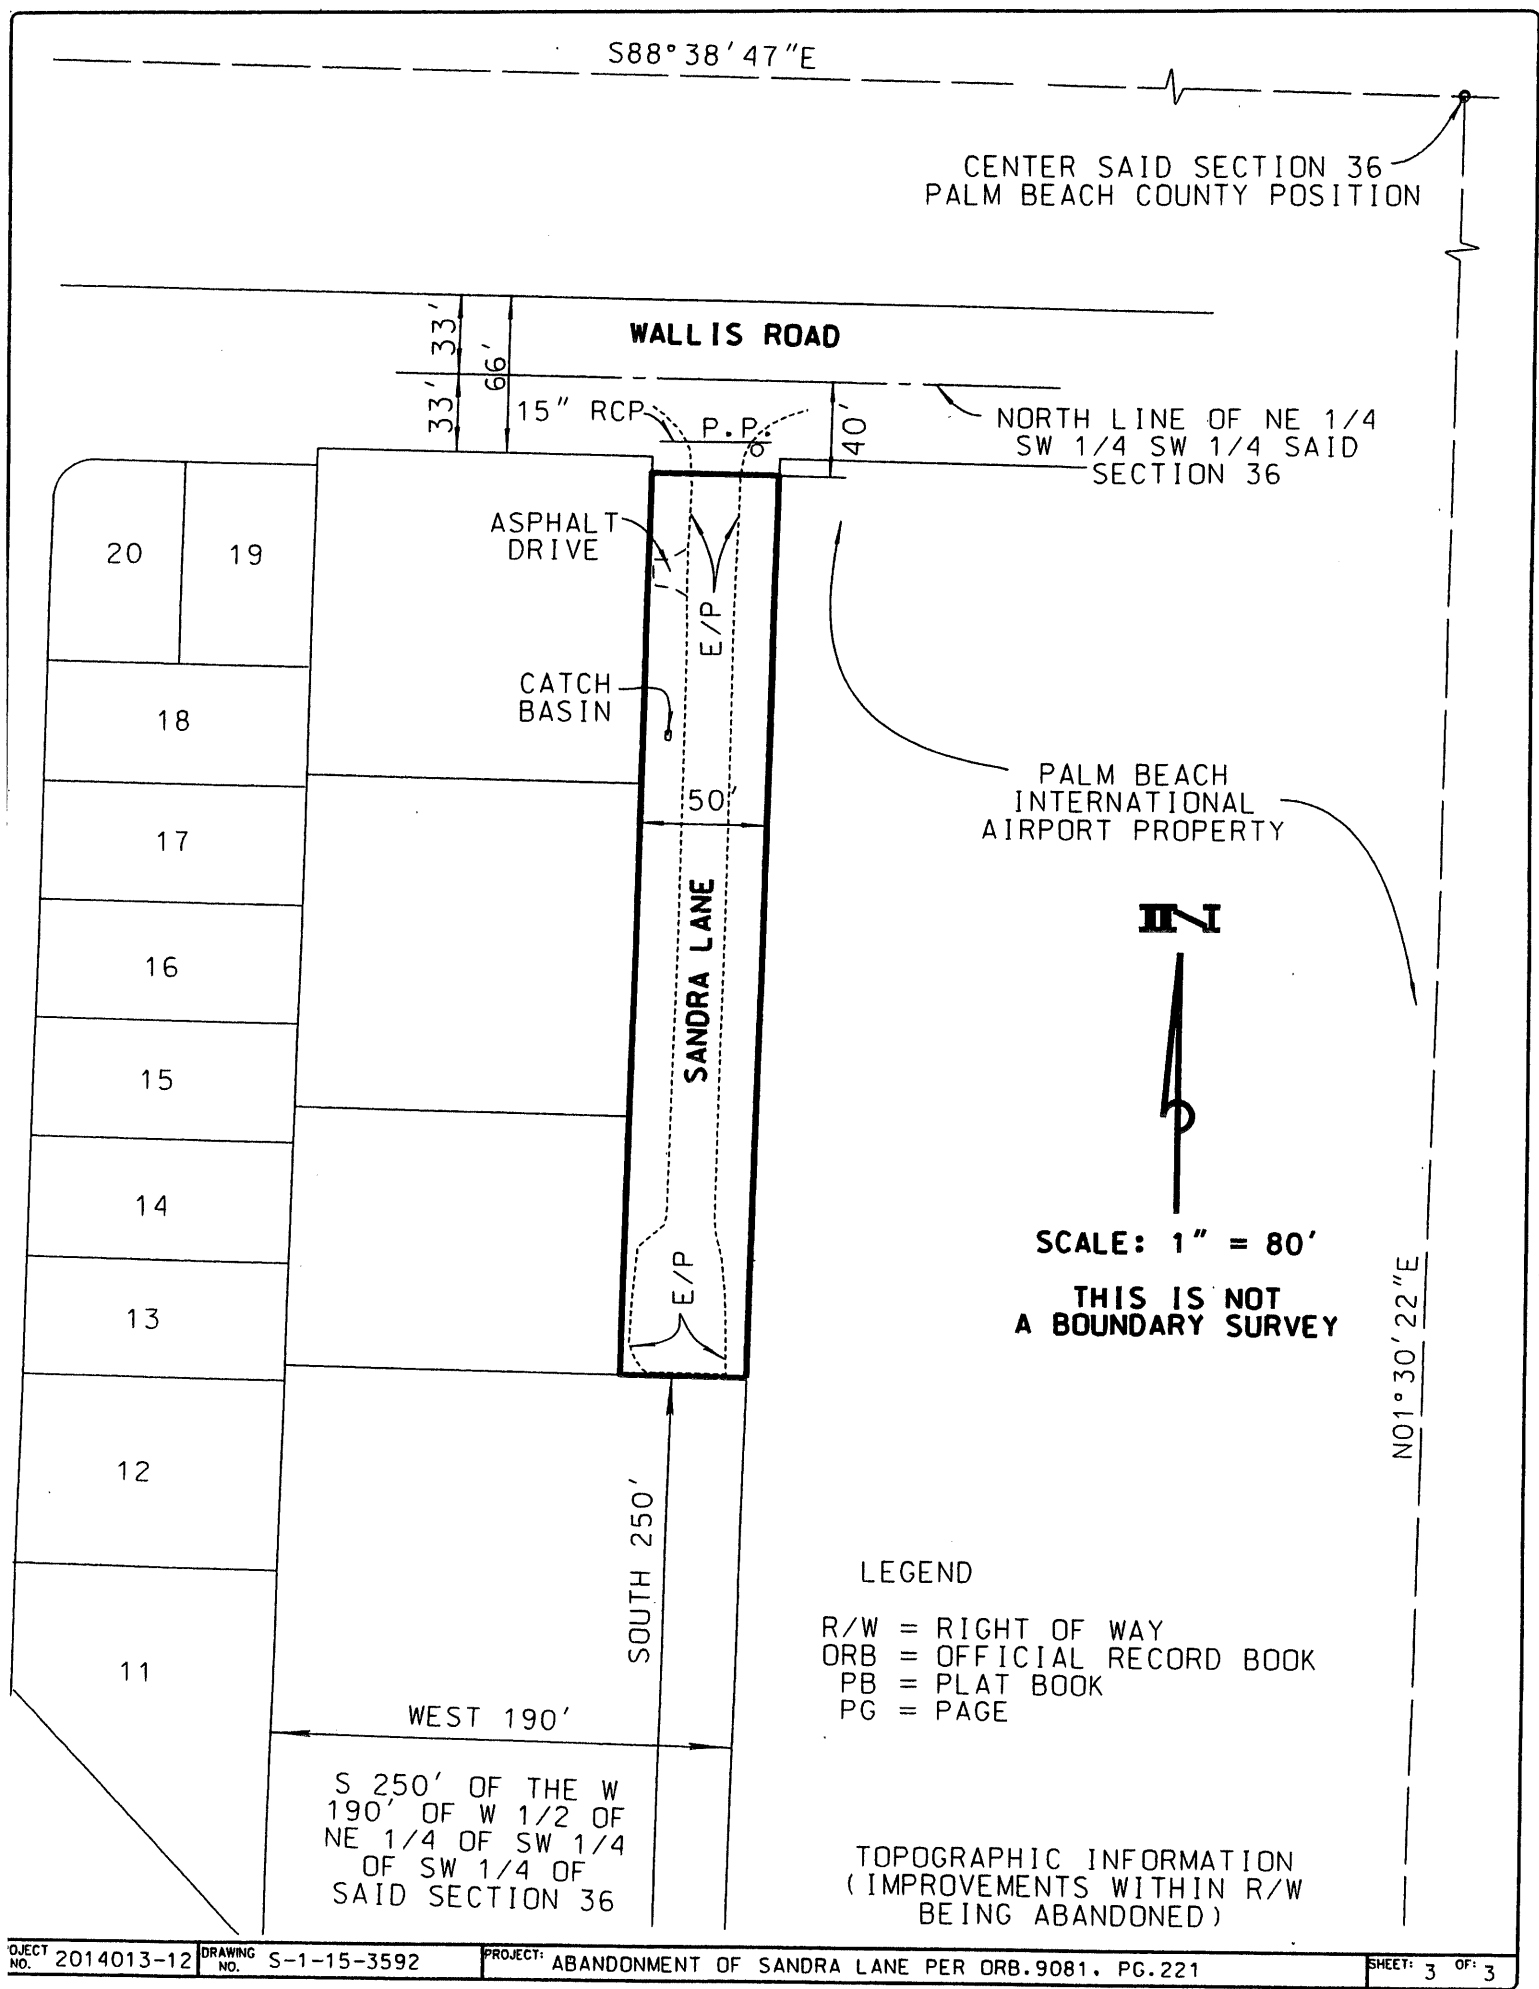 S88°38'47"E
CENTER SAID SECTION 36
PALM BEACH COUNTY POSITION
33'
66'
WALLIS ROAD
33'
15" RCP
P.P.
40'
NORTH LINE OF NE 1/4
SW 1/4 SW 1/4 SAID
SECTION 36
20
19
ASPHALT
DRIVE
E/P
18
CATCH
BASIN
PALM BEACH
INTERNATIONAL
AIRPORT PROPERTY
50'
17
SANDRA LANE
N
16
15
14
SCALE: 1" = 80'
THIS IS NOT
A BOUNDARY SURVEY
N01°30'22"E
E/P
13
12
SOUTH 250'
LEGEND
R/W = RIGHT OF WAY
ORB = OFFICIAL RECORD BOOK
PB = PLAT BOOK
PG = PAGE
11
WEST 190'
S 250' OF THE W
190' OF W 1/2 OF
NE 1/4 OF SW 1/4
OF SW 1/4 OF
SAID SECTION 36
TOPOGRAPHIC INFORMATION
(IMPROVEMENTS WITHIN R/W
BEING ABANDONED)
OJECT NO. 2014013-12
DRAWING NO. S-1-15-3592
PROJECT: ABANDONMENT OF SANDRA LANE PER ORB.9081, PG.221
SHEET: 3 OF: 3